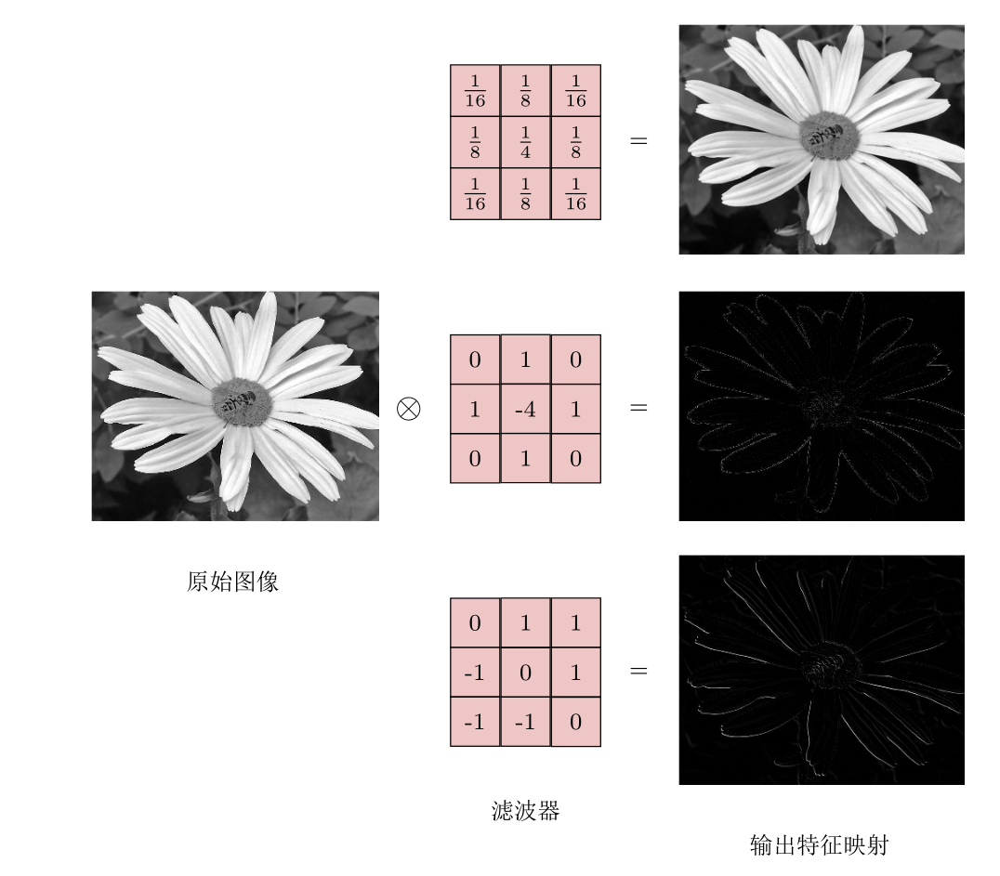 1/16 1/8 1/16
1/8 1/4 1/8
1/16 1/8 1/16
=
0 1 0
⊗ 1 -4 1 =
0 1 0
原始图像
0 1 1
-1 0 1 =
-1 -1 0
滤波器
输出特征映射